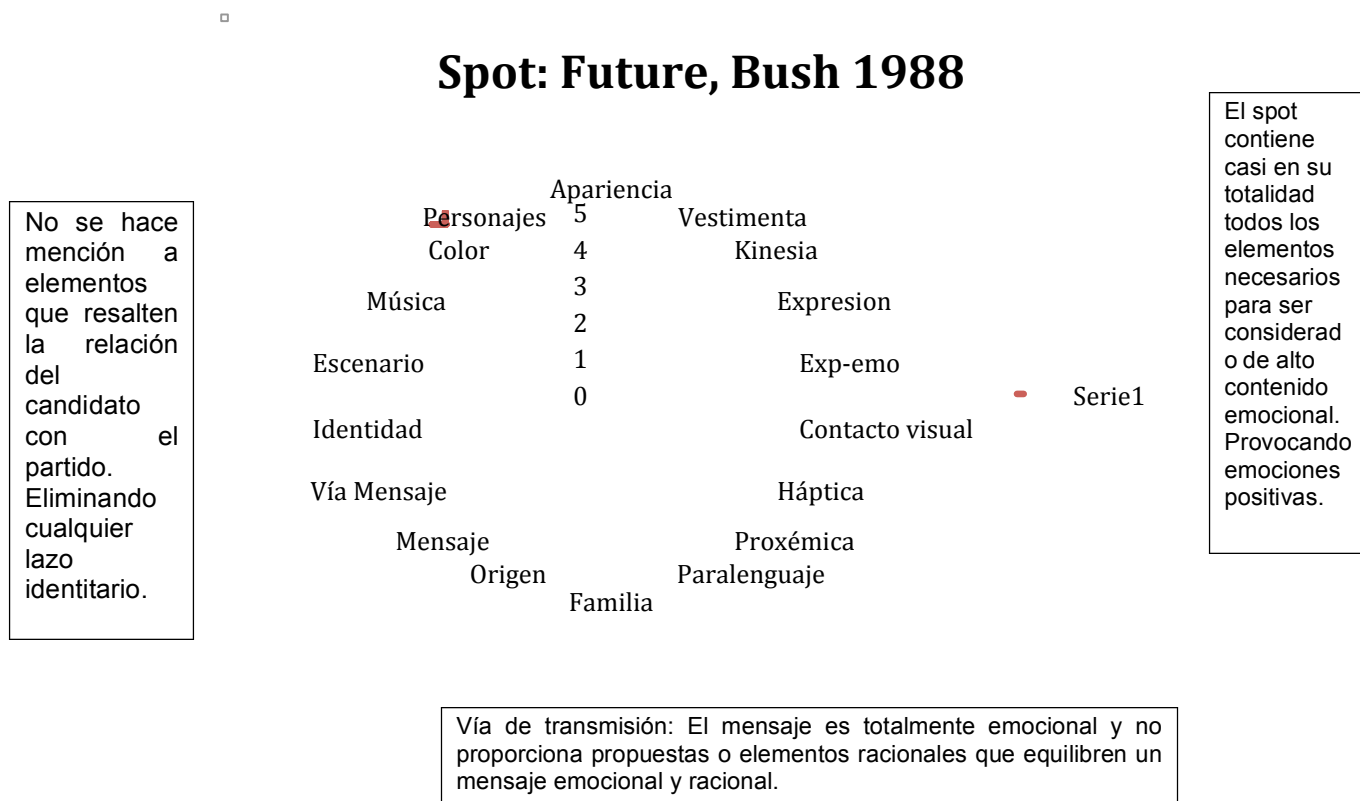 Spot: Future, Bush 1988
No se hace
mención a
elementos
que resalten
la relación
del
candidato
con el
partido.
Eliminando
cualquier
lazo
identitario.
Apariencia
Vestimenta
Kinesia
Expresion
Exp-emo
Contacto visual
Háptica
Proxémica
Paralenguaje
Familia
Origen
Mensaje
Vía Mensaje
Identidad
Escenario
Música
Color
Personajes
5
4
3
2
1
0
Serie1
El spot
contiene
casi en su
totalidad
todos los
elementos
necesarios
para ser
considerad
o de alto
contenido
emocional.
Provocando
emociones
positivas.
Vía de transmisión: El mensaje es totalmente emocional y no
proporciona propuestas o elementos racionales que equilibren un
mensaje emocional y racional.